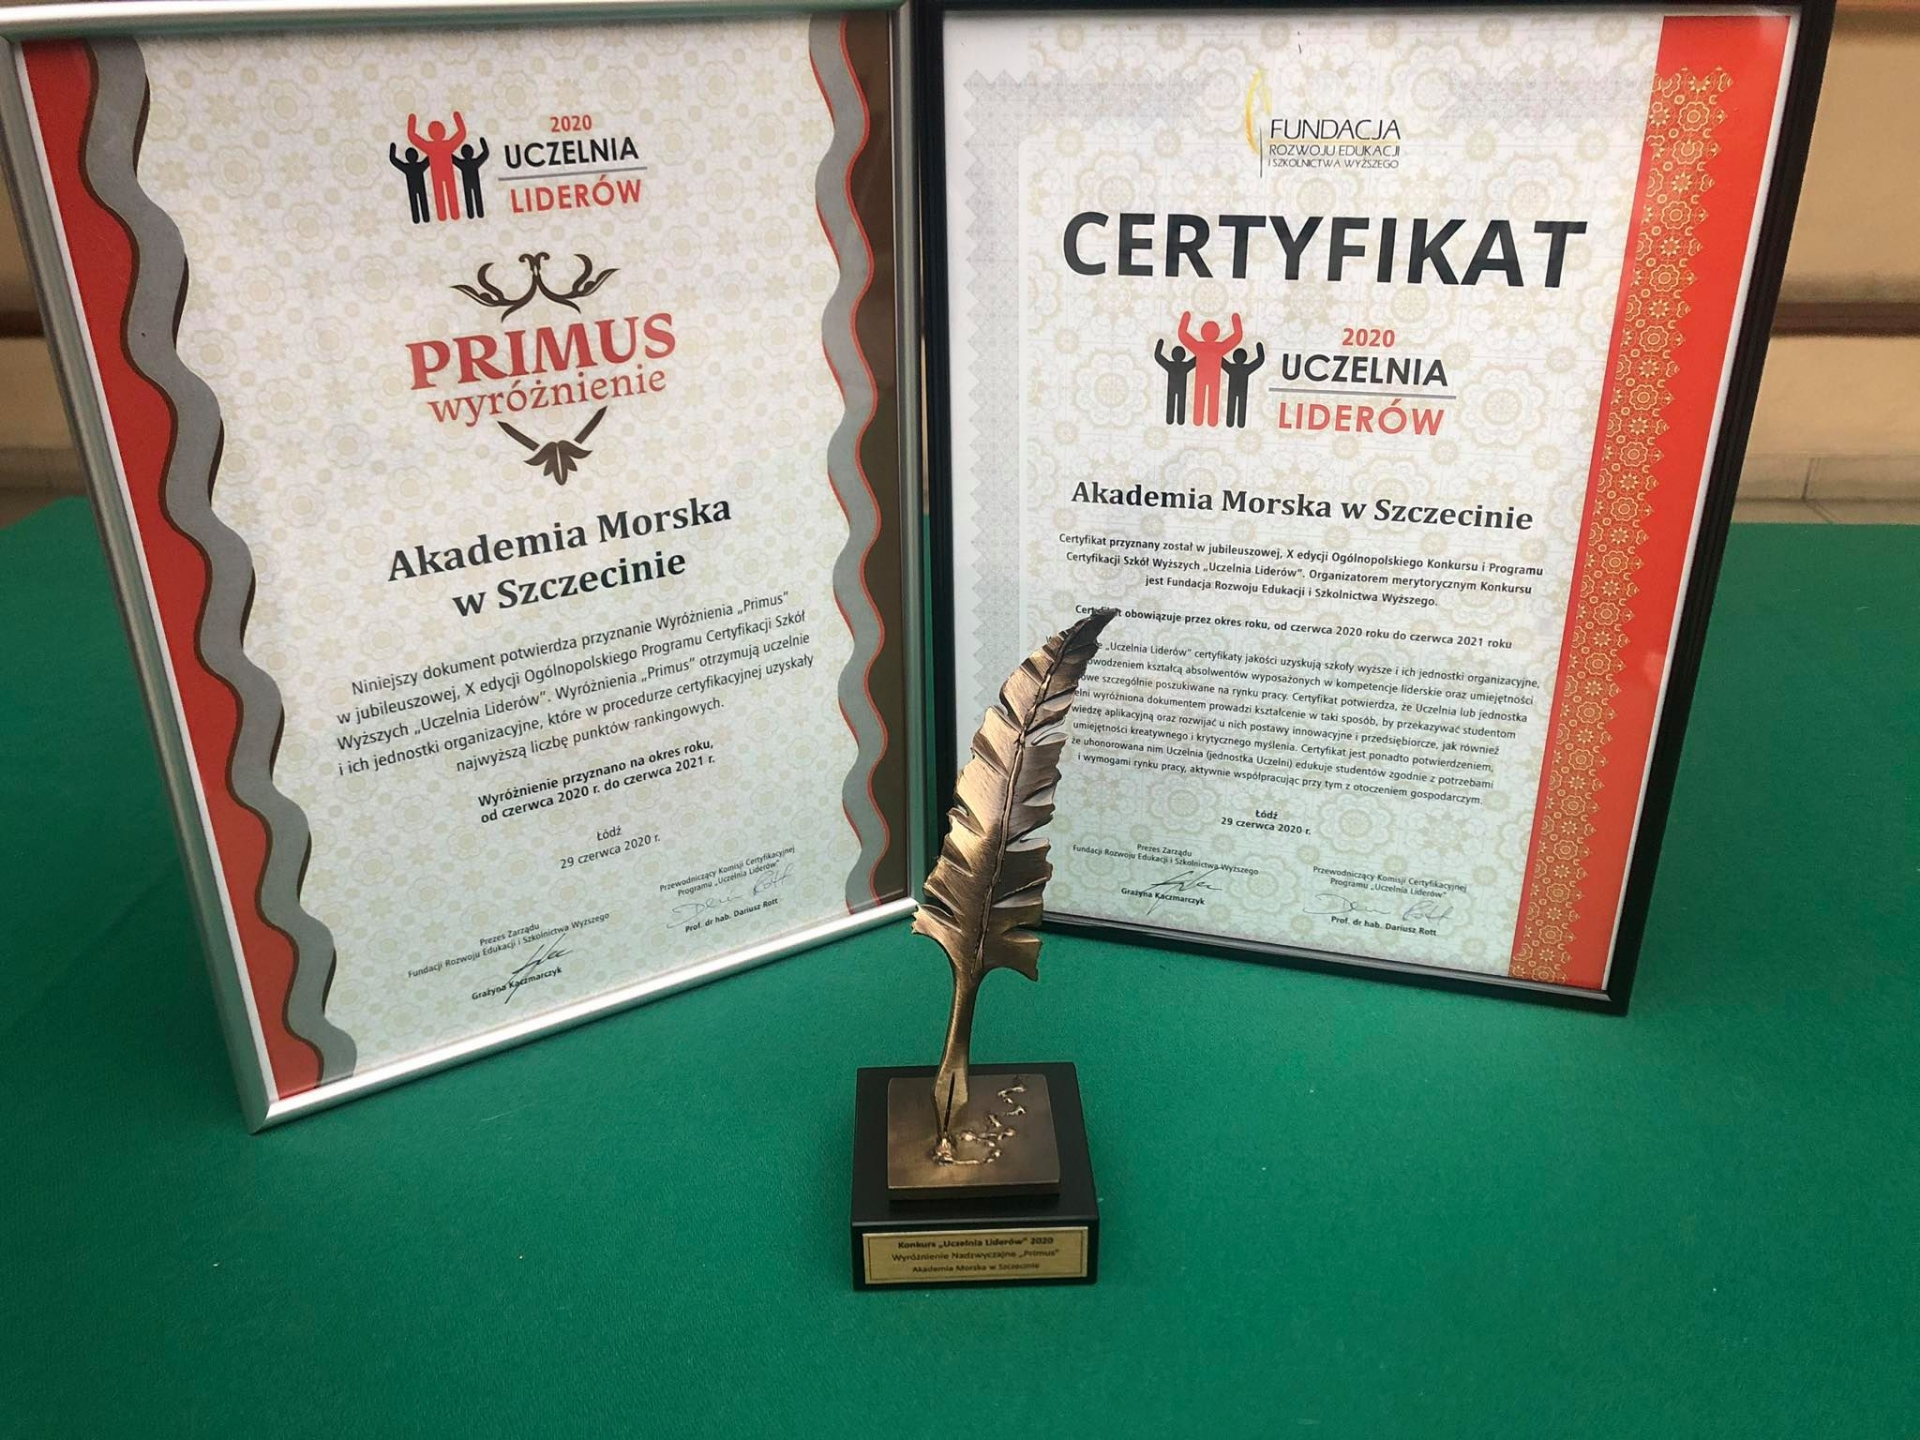 2020
UCZELNIA
LIDERÓW
PRIMUS
wyróżnienie
Akademia Morska
w Szczecinie
Niniejszy dokument potwierdza przyznanie Wyróżnienia „Primus”
w jubileuszowej, X edycji Ogólnopolskiego Programu Certyfikacji Szkół
Wyższych „Uczelnia Liderów”. Wyróżnienia „Primus” otrzymują uczelnie
i ich jednostki organizacyjne, które w procedurze certyfikacyjnej uzyskały
najwyższą liczbę punktów rankingowych.
Wyróżnienie przyznano na okres roku,
od czerwca 2020 r. do czerwca 2021 r.
Łódź
29 czerwca 2020 r.
Prezes Zarządu
Fundacji Rozwoju Edukacji i Szkolnictwa Wyższego
Grażyna Kaczmarczyk
Przewodniczący Komisji Certyfikacyjnej
Programu „Uczelnia Liderów”
Prof. dr hab. Dariusz Rott
FUNDACJA
ROZWOJU EDUKACJI
I SZKOLNICTWA WYŻSZEGO
CERTYFIKAT
2020
UCZELNIA
LIDERÓW
Akademia Morska w Szczecinie
Certyfikat przyznany został w jubileuszowej, X edycji Ogólnopolskiego Konkursu i Programu
Certyfikacji Szkół Wyższych „Uczelnia Liderów”. Organizatorem merytorycznym Konkursu
jest Fundacja Rozwoju Edukacji i Szkolnictwa Wyższego.
Certyfikat obowiązuje przez okres roku, od czerwca 2020 roku do czerwca 2021 roku
„Uczelnia Liderów” certyfikaty jakości uzyskują szkoły wyższe i ich jednostki organizacyjne,
powodzeniem kształcą absolwentów wyposażonych w kompetencje liderskie oraz umiejętności
szczególnie poszukiwane na rynku pracy. Certyfikat potwierdza, że Uczelnia lub jednostka
wyróżniona dokumentem prowadzi kształcenie w taki sposób, by przekazywać studentom
wiedzę aplikacyjną oraz rozwijać u nich postawy innowacyjne i przedsiębiorcze, jak również
umiejętności kreatywnego i krytycznego myślenia. Certyfikat jest ponadto potwierdzeniem,
że uhonorowana nim Uczelnia (jednostka Uczelni) edukuje studentów zgodnie z potrzebami
i wymogami rynku pracy, aktywnie współpracując przy tym z otoczeniem gospodarczym.
Łódź
29 czerwca 2020 r.
Prezes Zarządu
Fundacji Rozwoju Edukacji i Szkolnictwa Wyższego
Grażyna Kaczmarczyk
Przewodniczący Komisji Certyfikacyjnej
Programu „Uczelnia Liderów”
Prof. dr hab. Dariusz Rott
Konkurs „Uczelnia Liderów” 2020
Wyróżnienie Nadzwyczajne „Primus”
Akademia Morska w Szczecinie